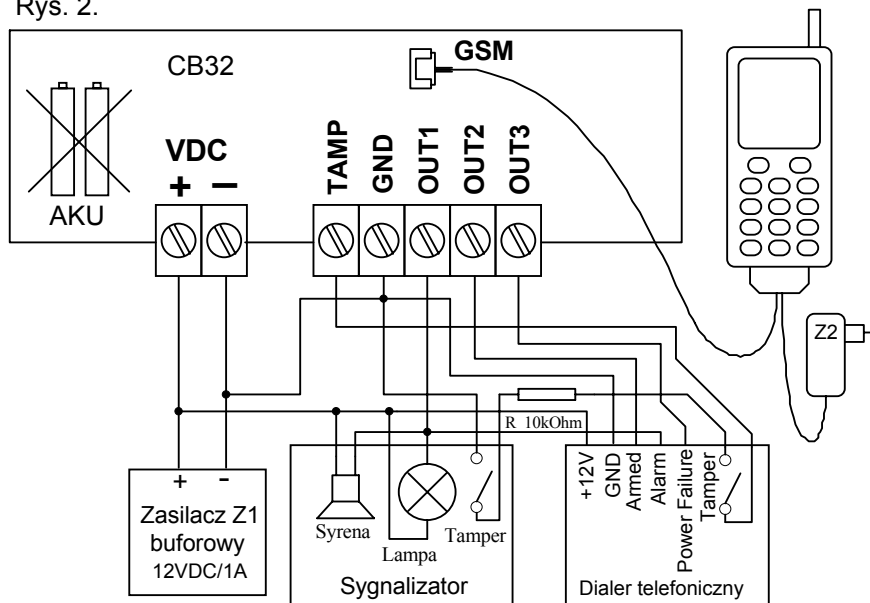 Rys. 2.
CB32
GSM
AKU
VDC
+ −
TAMP
GND
OUT1
OUT2
OUT3
Z2
R 10kOhm
+ -
Zasilacz Z1
buforowy
12VDC/1A
Syrena
Lampa
Tamper
Sygnalizator
+12V
GND
Armed
Alarm
Power Failure
Tamper
Dialer telefoniczny